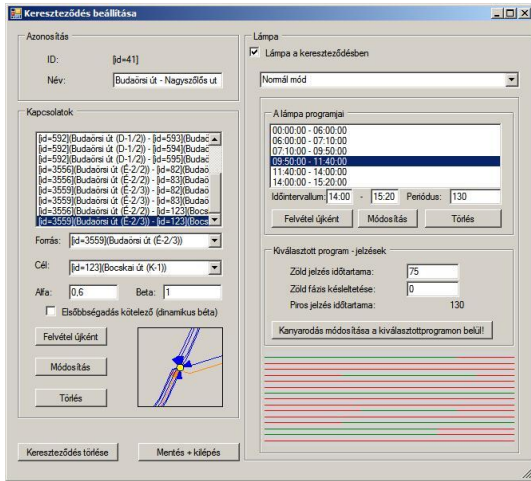 Kereszteződés beállítása
Azonosítás
ID: [id=41]
Név: Budaörsi út - Nagyszőlős ut
Kapcsolatok
[id=592](Budaörsi út (D-1/2)) - [id=593](Budaö
[id=592](Budaörsi út (D-1/2)) - [id=594](Budaö
[id=592](Budaörsi út (D-1/2)) - [id=595](Budaö
[id=3556](Budaörsi út (É-2/2)) - [id=82](Budaö
[id=3556](Budaörsi út (É-2/2)) - [id=83](Budaö
[id=3559](Budaörsi út (É-2/3)) - [id=82](Budaö
[id=3559](Budaörsi út (É-2/3)) - [id=83](Budaö
[id=3556](Budaörsi út (É-2/2)) - [id=123](Bocs
[id=3559](Budaörsi út (É-2/3)) - [id=123](Bocs
Forrás: [id=3559](Budaörsi út (É-2/3))
Cél: [id=123](Bocskai út (K-1))
Alfa: 0.6 Beta: 1
Elsőbbségadás kötelező (dinamikus béta)
Felvétel újként
Módosítás
Törlés
Kereszteződés törlése
Mentés + kilépés
Lámpa
Lámpa a kereszteződésben
Normál mód
A lámpa programjai
00:00:00 - 06:00:00
06:00:00 - 07:10:00
07:10:00 - 09:50:00
09:50:00 - 11:40:00
11:40:00 - 14:00:00
14:00:00 - 15:20:00
Időintervallum: 14:00 - 15:20 Periódus: 130
Felvétel újként Módosítás Törlés
Kiválasztott program - jelzések
Zöld jelzés időtartama: 75
Zöld fázis késleltetése: 0
Piros jelzés időtartama: 130
Kanyarodás módosítása a kiválasztottprogramon belül!